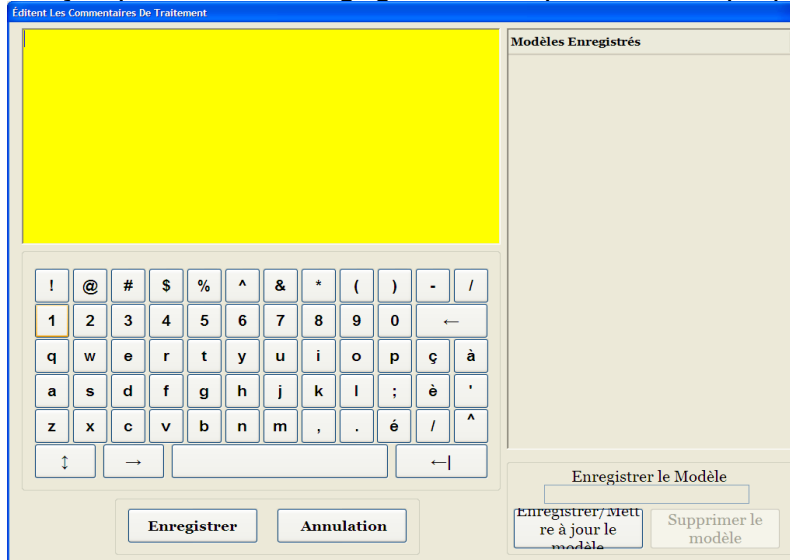 Éditent Les Commentaires De Traitement
Modèles Enregistrés
! @ # $ % ^ & * ( ) - /
1 2 3 4 5 6 7 8 9 0 ←
q w e r t y u i o p ç à
a s d f g h j k l ; è '
z x c v b n m , . é / ^
↕ → ←|
Enregistrer le Modèle
Enregistrer/Mett
re à jour le
modèle
Supprimer le
modèle
Enregistrer
Annulation